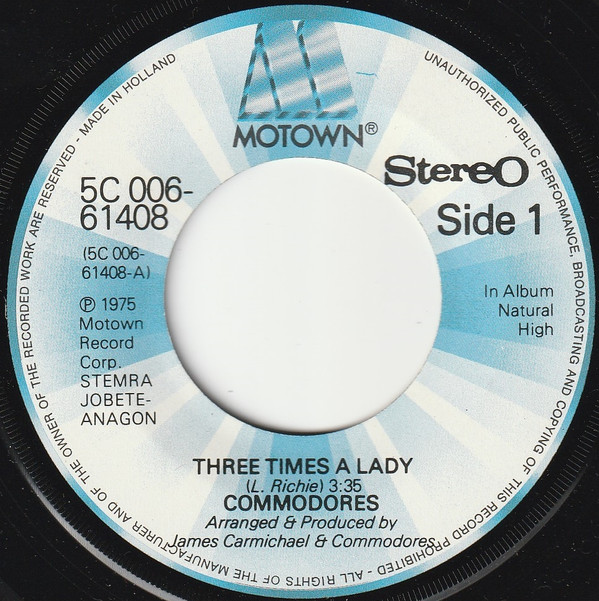 MOTOWN®
Stereo
Side 1
5C 006-
61408
(5C 006-
61408-A)
℗ 1975
Motown
Record
Corp.
STEMRA
JOBETE-
ANAGON
In Album
Natural
High
THREE TIMES A LADY
(L. Richie) 3:35
COMMODORES
Arranged & Produced by
James Carmichael & Commodores
UNAUTHORIZED PUBLIC PERFORMANCE, BROADCASTING AND COPYING OF THIS RECORD PROHIBITED - ALL RIGHTS OF THE MANUFACTURER AND OF THE OWNER OF THE RECORDED WORK ARE RESERVED - MADE IN HOLLAND